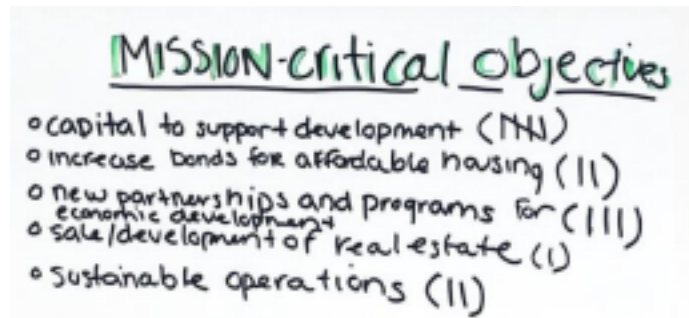 Mission-critical Objectives
• capital to support development (𝍸)
• increase bonds for affordable housing (II)
• new partnerships and programs for (III)
economic development
• sale/development of real estate (I)
• sustainable operations (II)